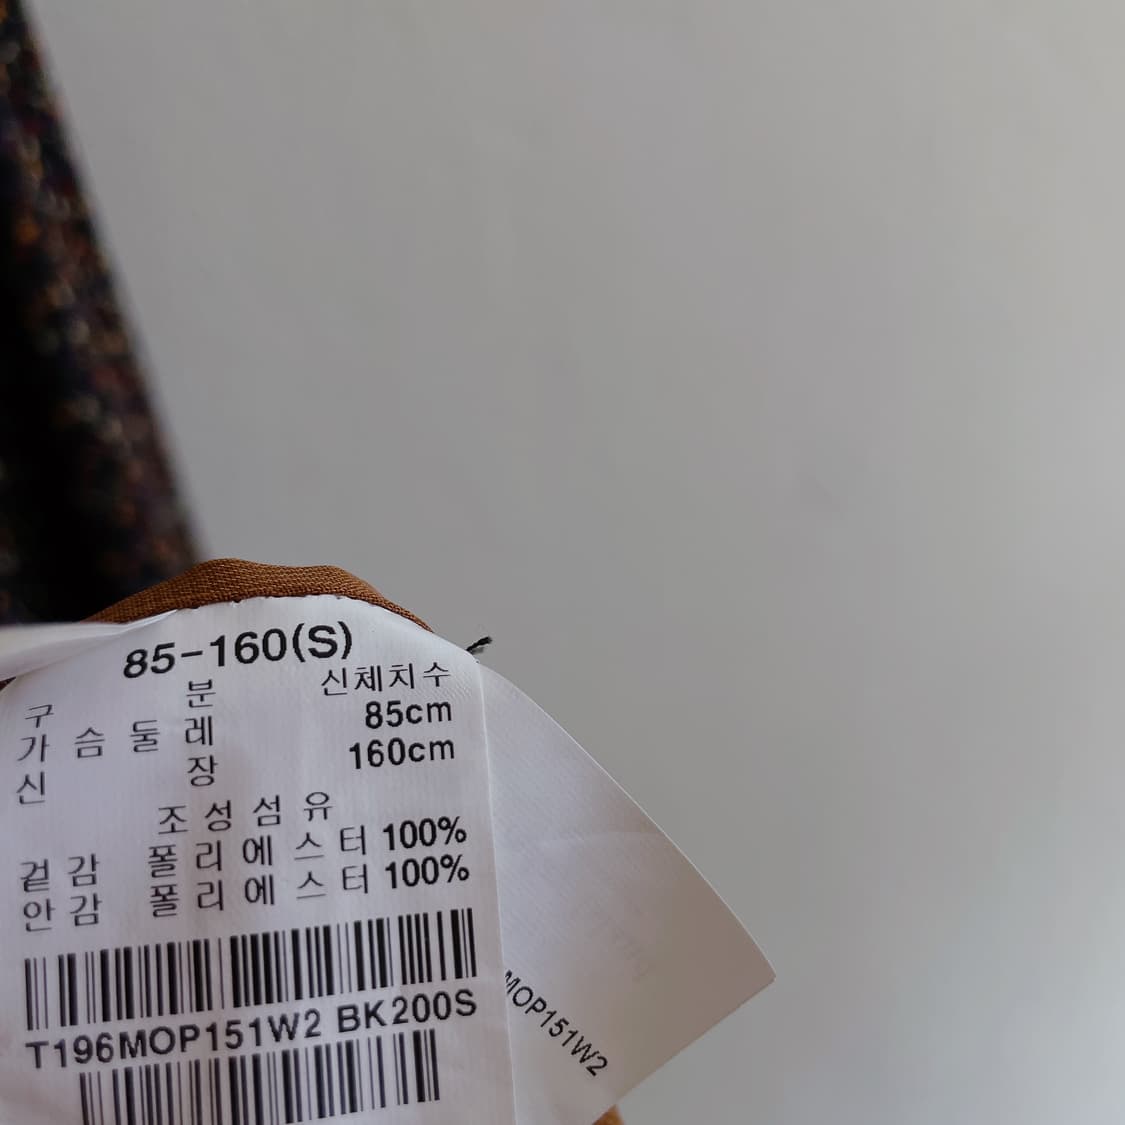 85-160(S)
구 분 신체치수
가 슴 둘 레 85cm
신 장 160cm
조 성 섬 유
겉 감 폴 리 에 스 터 100%
안 감 폴 리 에 스 터 100%
T196MOP151W2 BK200S
MOP151W2